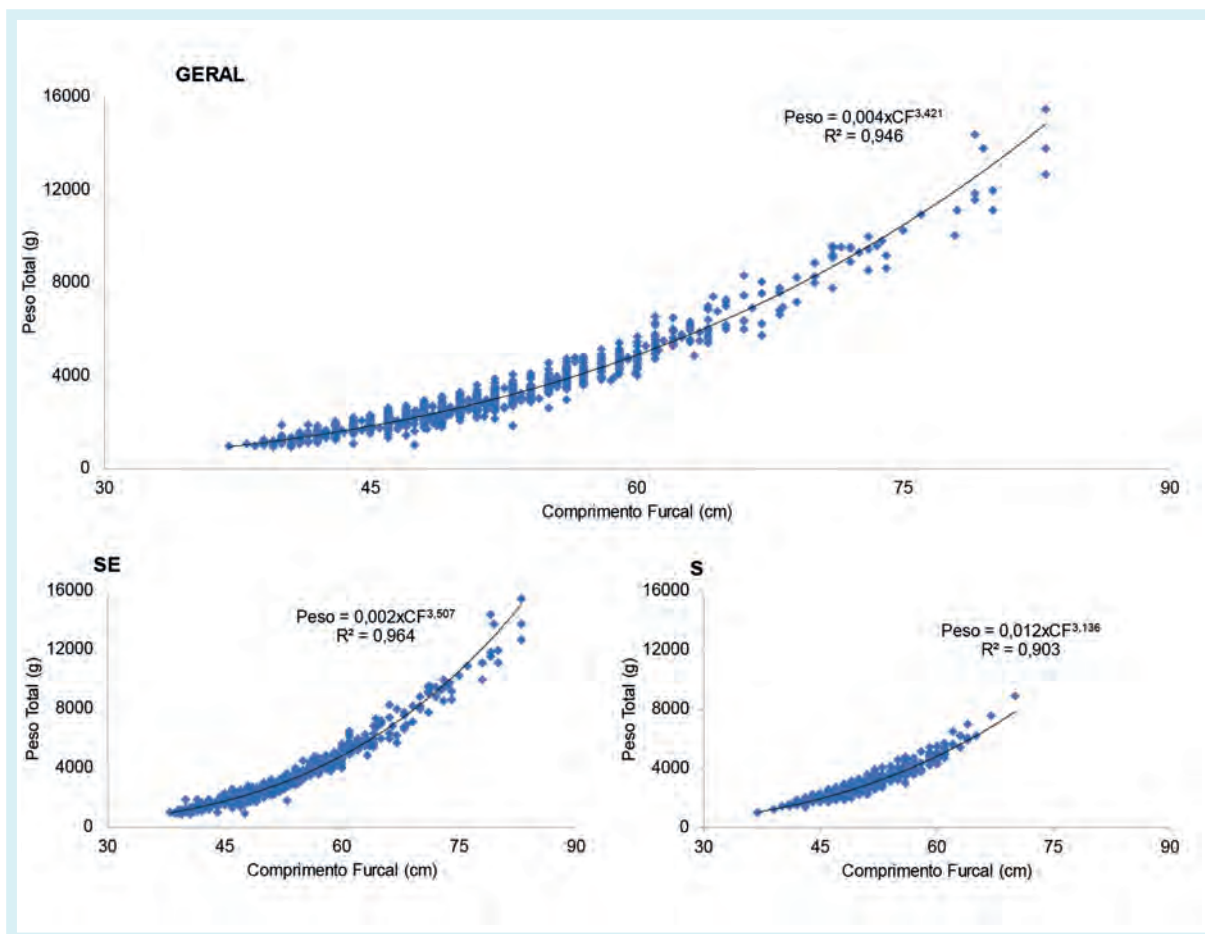 GERAL
Peso Total (g)
16000
12000
8000
4000
0
Peso = 0,004xCF³,⁴²¹
R² = 0,946
30
45
60
75
90
Comprimento Furcal (cm)
SE
Peso Total (g)
16000
12000
8000
4000
0
Peso = 0,002xCF³,⁵⁰⁷
R² = 0,964
30
45
60
75
90
Comprimento Furcal (cm)
S
Peso Total (g)
16000
12000
8000
4000
0
Peso = 0,012xCF³,¹³⁶
R² = 0,903
30
45
60
75
90
Comprimento Furcal (cm)